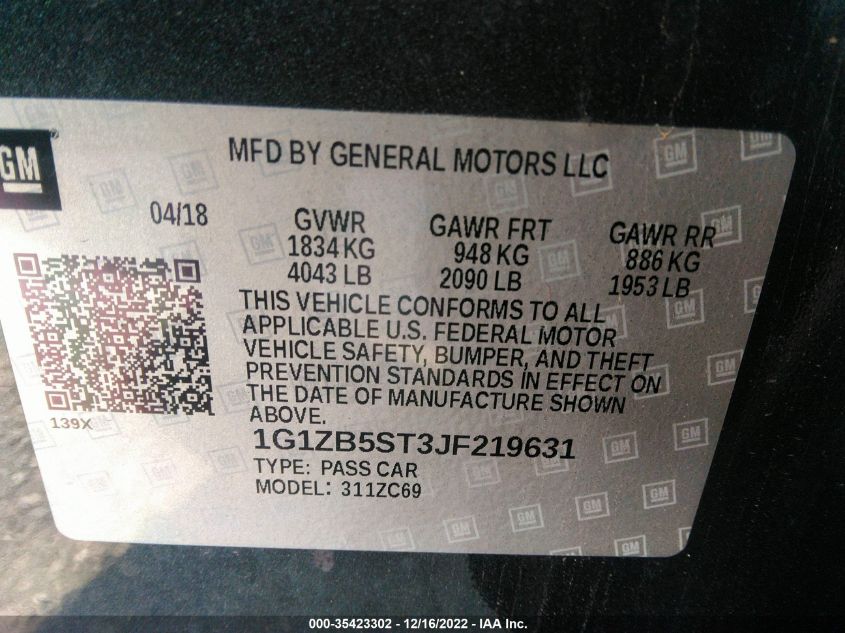 GM
MFD BY GENERAL MOTORS LLC
04/18 GVWR GAWR FRT GAWR RR
1834 KG 948 KG 886 KG
4043 LB 2090 LB 1953 LB
THIS VEHICLE CONFORMS TO ALL
APPLICABLE U.S. FEDERAL MOTOR
VEHICLE SAFETY, BUMPER, AND THEFT
PREVENTION STANDARDS IN EFFECT ON
THE DATE OF MANUFACTURE SHOWN
ABOVE.
139X
1G1ZB5ST3JF219631
TYPE: PASS CAR
MODEL: 311ZC69
000-35423302 - 12/16/2022 - IAA Inc.